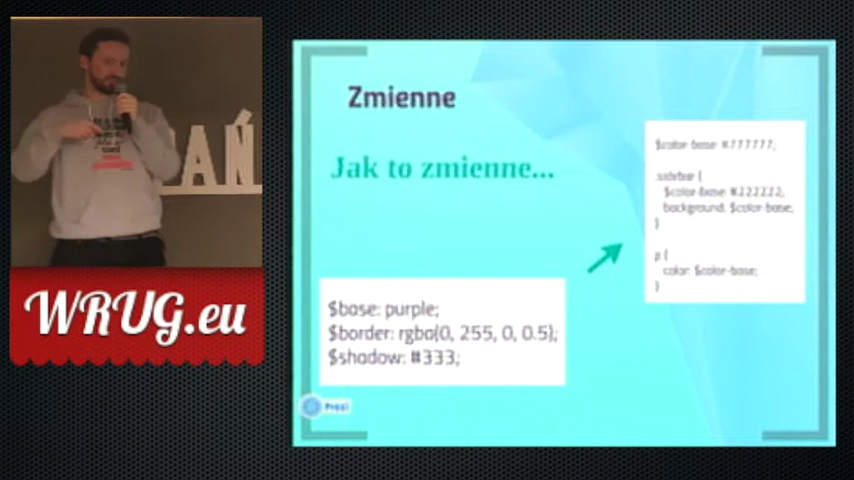 AŃ
WRUG.eu
Zmienne
Jak to zmienne...
$base: purple;
$border: rgba(0, 255, 0, 0.5);
$shadow: #333;
$color-base: #777777;
.sidebar {
$color-base: #222222;
background: $color-base;
}
p {
color: $color-base;
}
Prezi